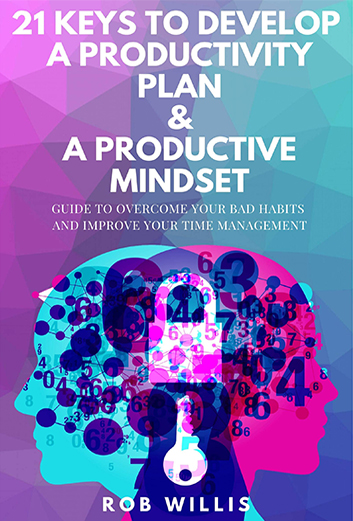 21 KEYS TO DEVELOP
A PRODUCTIVITY
PLAN
&
A PRODUCTIVE
MINDSET
GUIDE TO OVERCOME YOUR BAD HABITS
AND IMPROVE YOUR TIME MANAGEMENT
ROB WILLIS